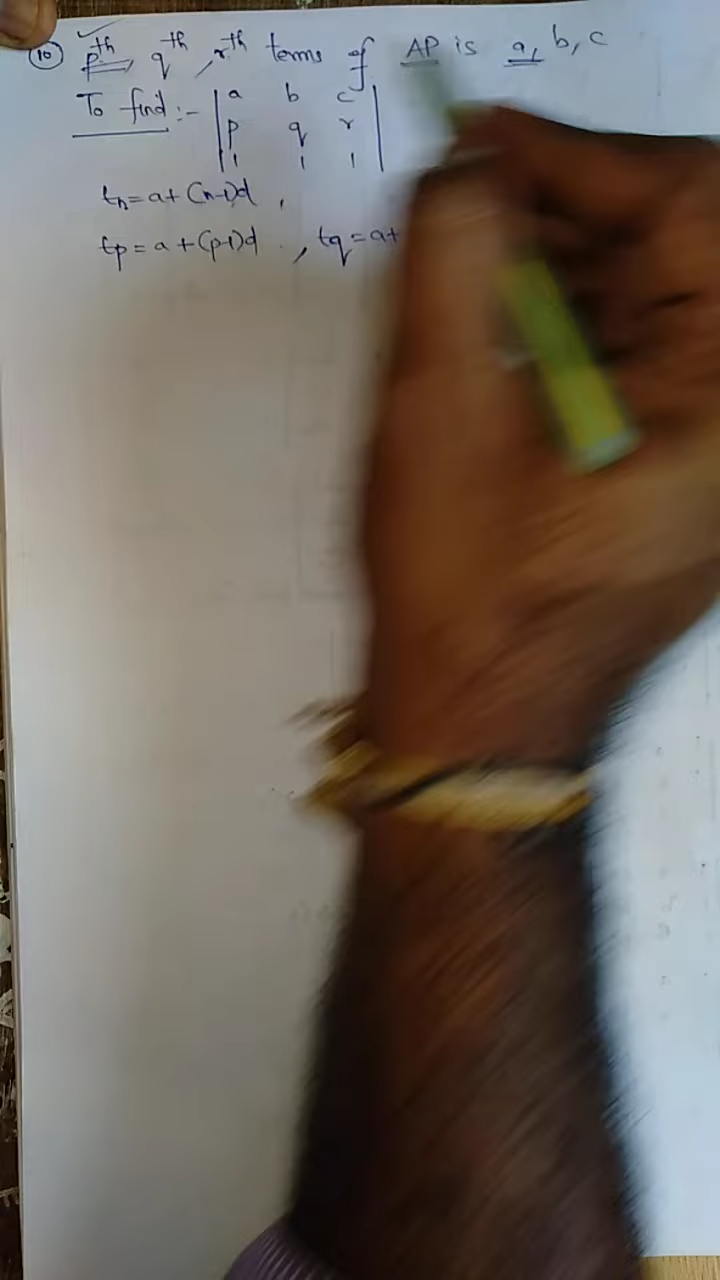 (10) pth, qth, rth terms of AP is a, b, c
To find :- | a b c |
| p q r |
| 1 1 1 |
tn = a + (n-1)d ,
tp = a + (p-1)d , tq = a+